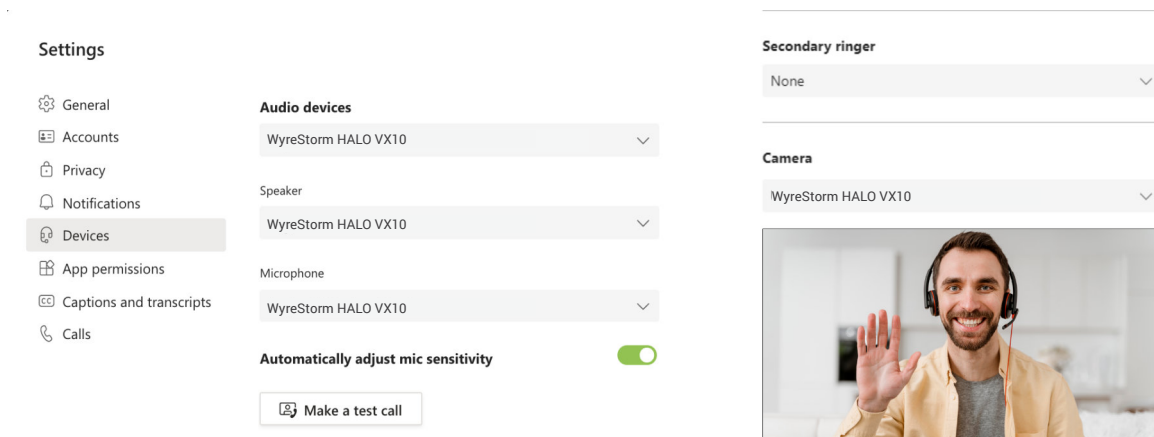 Settings
General
Accounts
Privacy
Notifications
Devices
App permissions
Captions and transcripts
Calls
Audio devices
WyreStorm HALO VX10
Speaker
WyreStorm HALO VX10
Microphone
WyreStorm HALO VX10
Automatically adjust mic sensitivity
Make a test call
Secondary ringer
None
Camera
WyreStorm HALO VX10